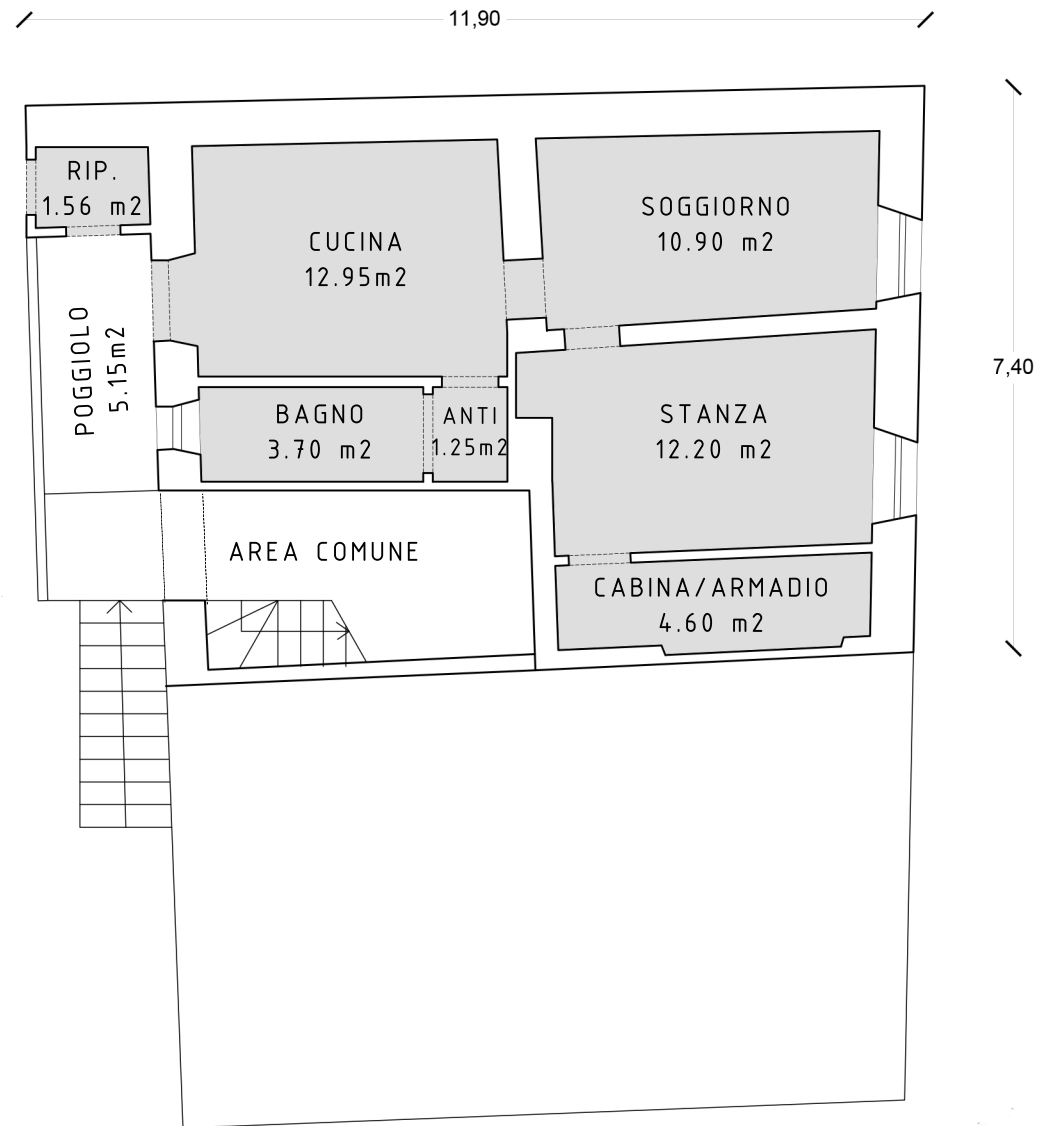 11,90
RIP.
1.56 m2
CUCINA
12.95m2
SOGGIORNO
10.90 m2
POGGIOLO
5.15m2
7,40
BAGNO
3.70 m2
ANTI
1.25m2
STANZA
12.20 m2
AREA COMUNE
CABINA/ARMADIO
4.60 m2